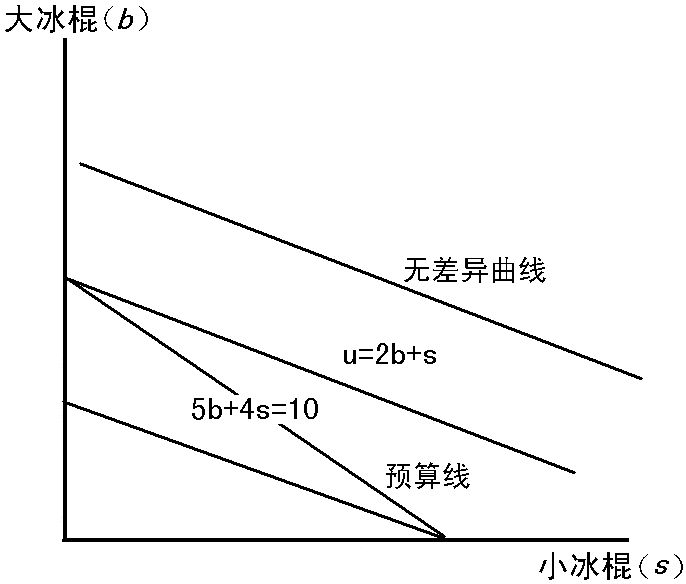 大冰棍(b)
无差异曲线
u=2b+s
5b+4s=10
预算线
小冰棍(s)